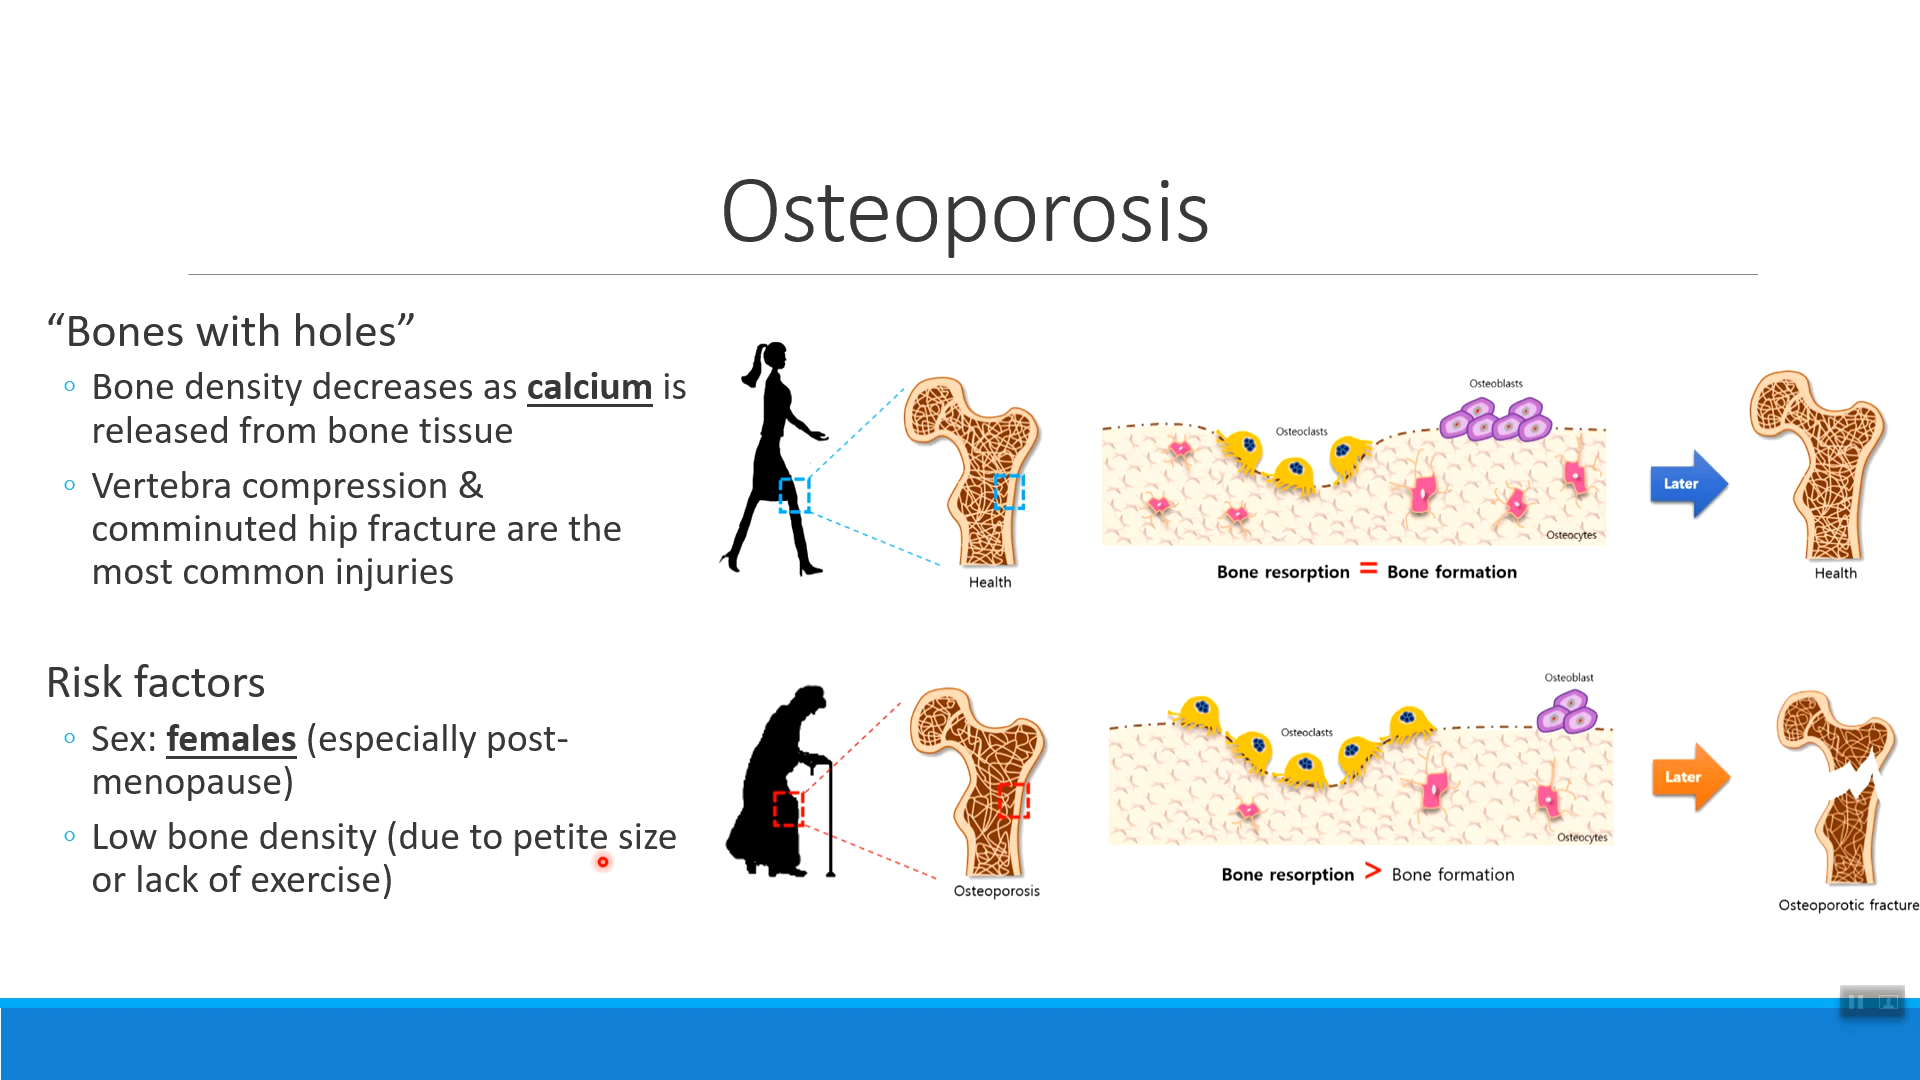 Osteoporosis
“Bones with holes”
◦ Bone density decreases as calcium is
released from bone tissue
◦ Vertebra compression &
comminuted hip fracture are the
most common injuries
Risk factors
◦ Sex: females (especially post-
menopause)
◦ Low bone density (due to petite size
or lack of exercise)
Health
Osteoclasts
Osteoblasts
Osteocytes
Bone resorption = Bone formation
Later
Health
Osteoporosis
Osteoclasts
Osteoblast
Osteocytes
Bone resorption > Bone formation
Later
Osteoporotic fracture